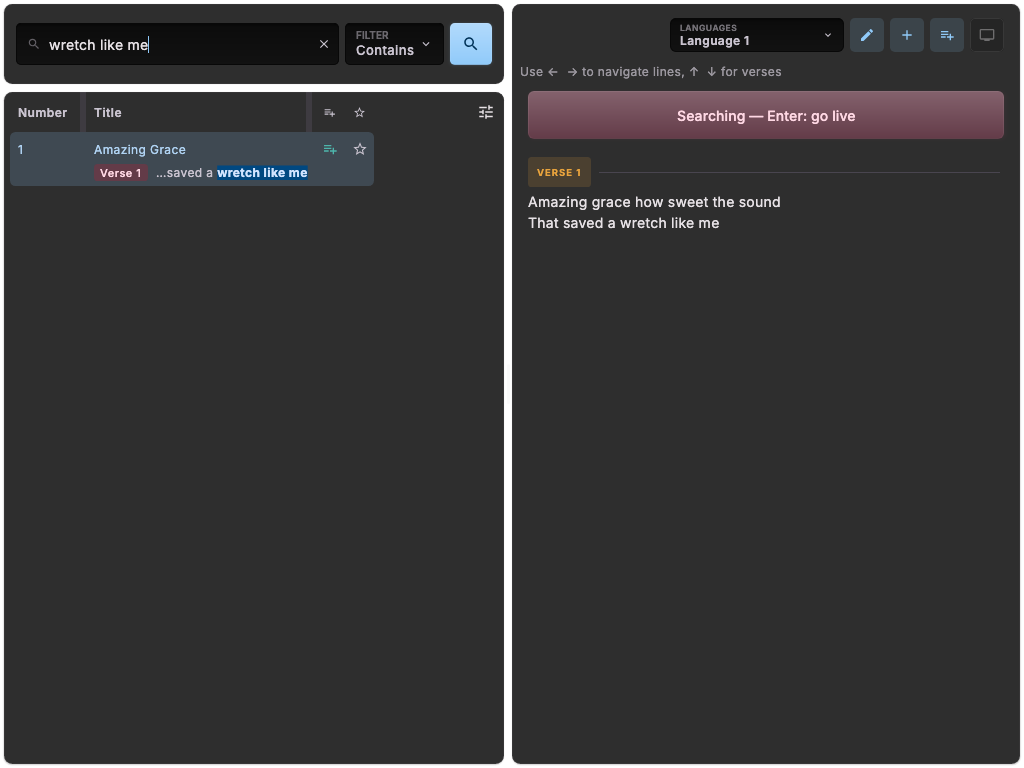 wretch like me
FILTER
Contains
Number Title
1 Amazing Grace
Verse 1 ...saved a wretch like me
LANGUAGES
Language 1
Use ← → to navigate lines, ↑ ↓ for verses
Searching — Enter: go live
VERSE 1
Amazing grace how sweet the sound
That saved a wretch like me